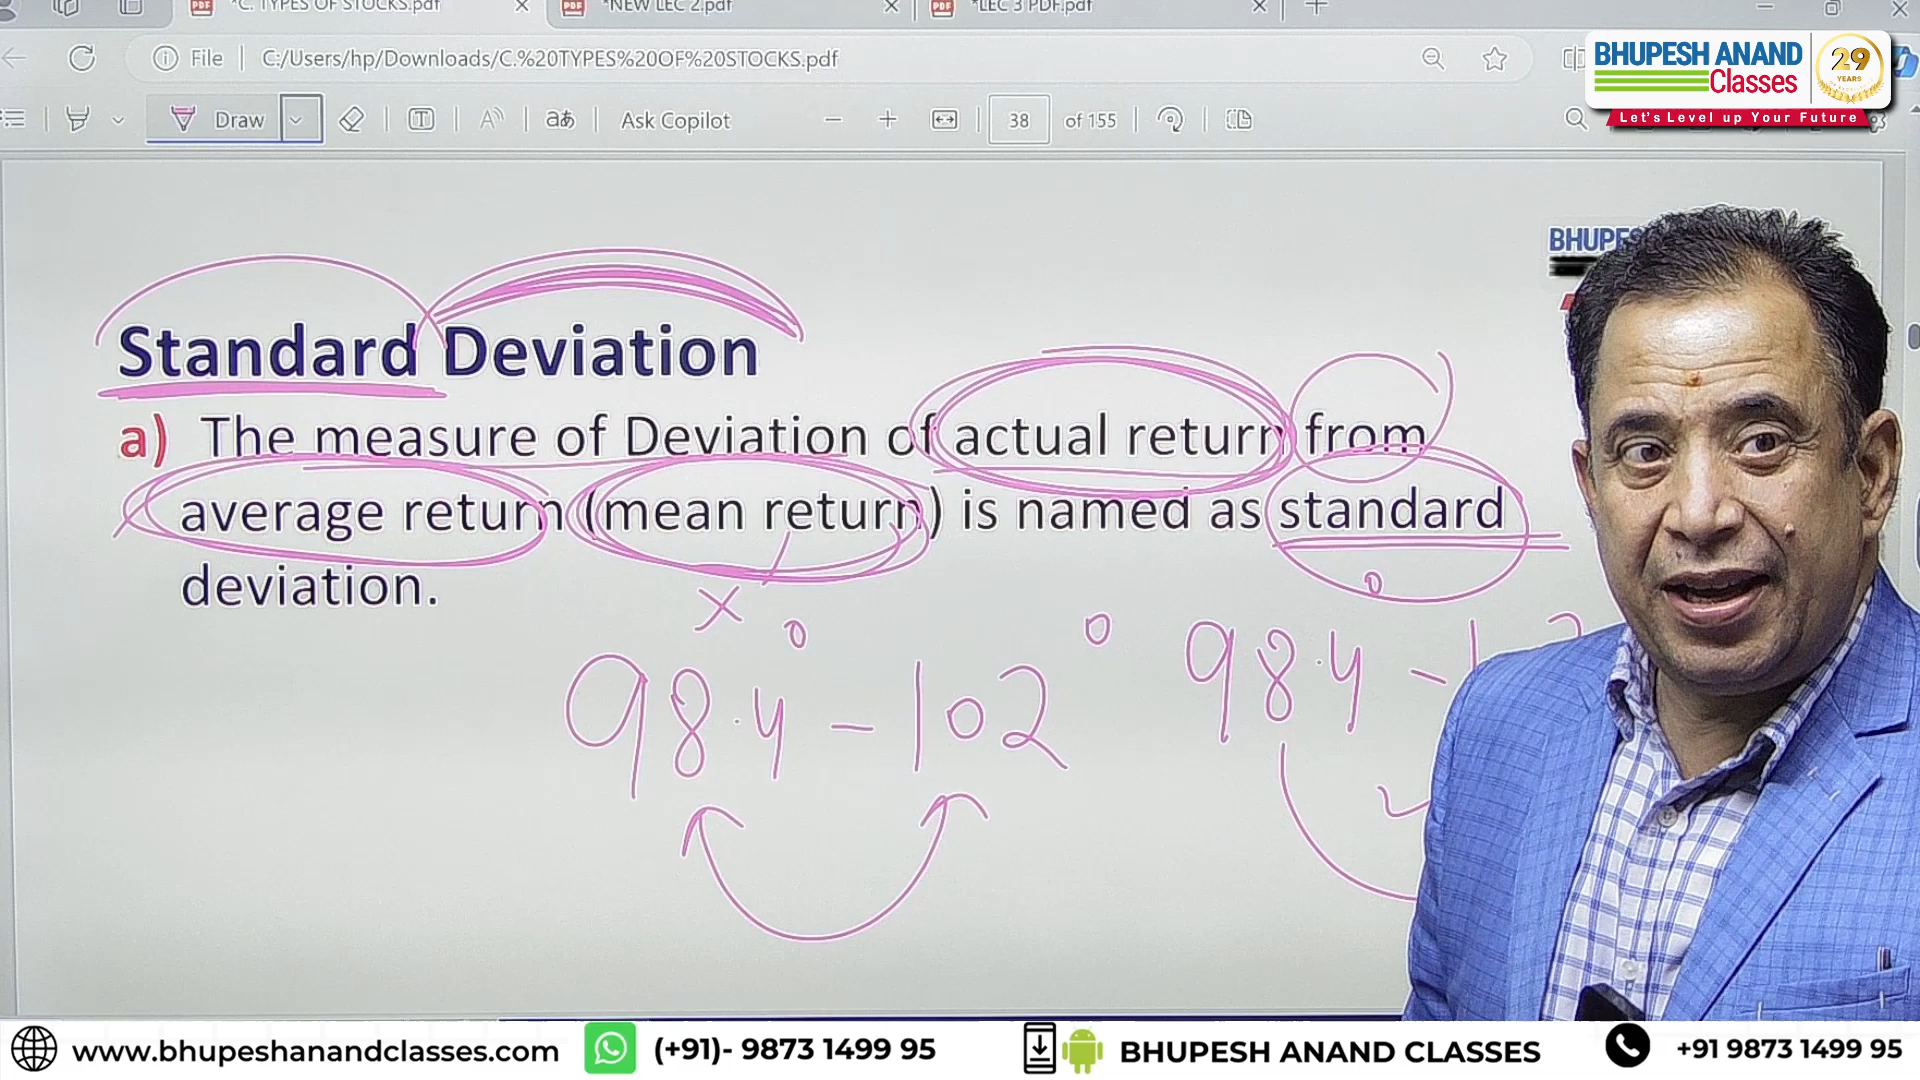 *C. TYPES OF STOCKS.pdf
*NEW LEC 2.pdf
*LEC 3 PDF.pdf
File C:/Users/hp/Downloads/C.%20TYPES%20OF%20STOCKS.pdf
BHUPESH ANAND
Classes
29
YEARS
Let's Level up Your Future
Draw
aあ
Ask Copilot
38 of 155
BHUPE
Standard Deviation
a) The measure of Deviation of actual return from
average return (mean return) is named as standard
deviation.
98.4° - 102°
98.4° -
www.bhupeshanandclasses.com
(+91)- 9873 1499 95
BHUPESH ANAND CLASSES
+91 9873 1499 95